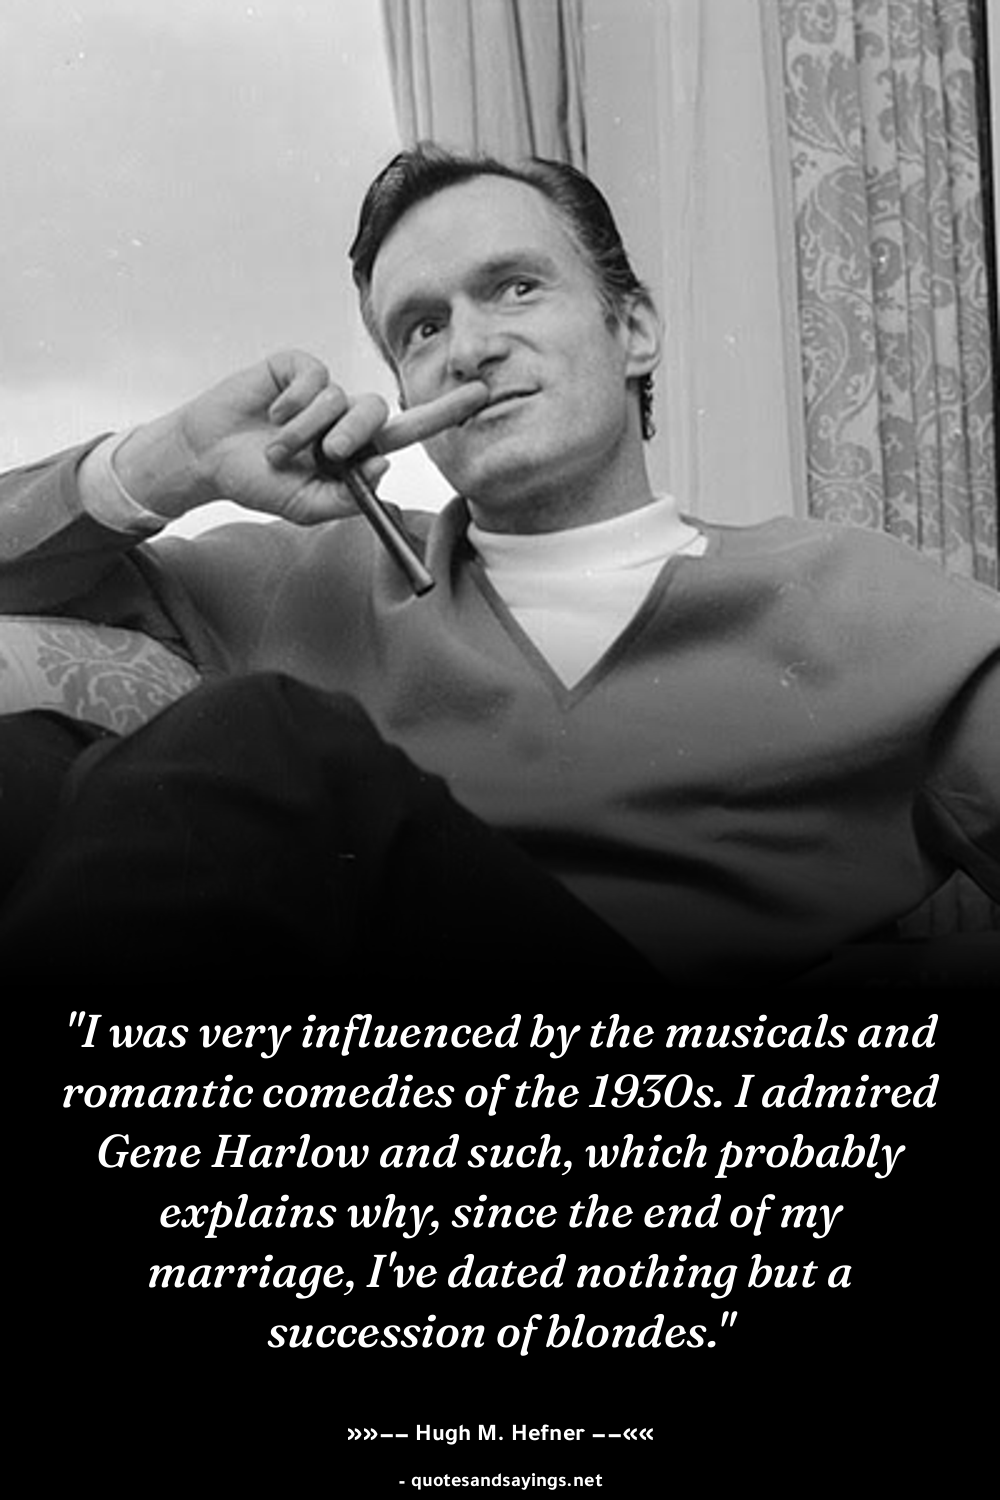 "I was very influenced by the musicals and
romantic comedies of the 1930s. I admired
Gene Harlow and such, which probably
explains why, since the end of my
marriage, I've dated nothing but a
succession of blondes."
»»–– Hugh M. Hefner ––««
- quotesandsayings.net